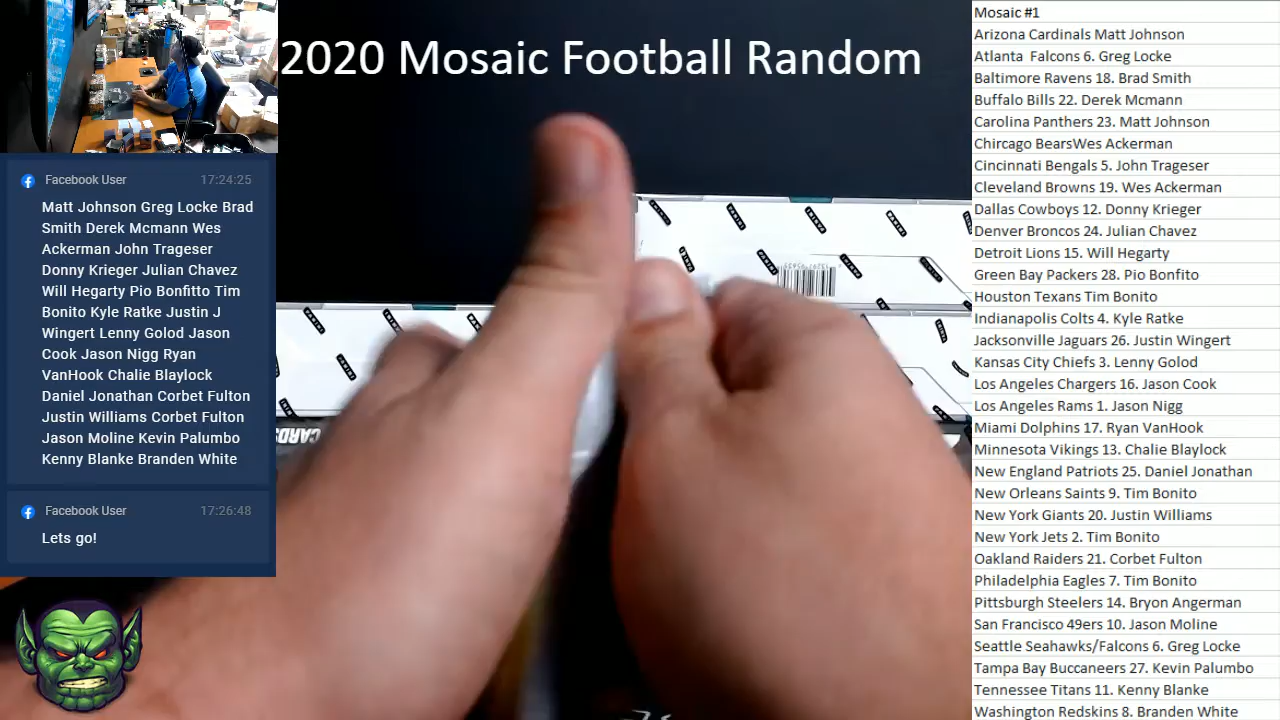 2020 Mosaic Football Random
Facebook User 17:24:25
Matt Johnson Greg Locke Brad
Smith Derek Mcmann Wes
Ackerman John Trageser
Donny Krieger Julian Chavez
Will Hegarty Pio Bonfitto Tim
Bonito Kyle Ratke Justin J
Wingert Lenny Golod Jason
Cook Jason Nigg Ryan
VanHook Chalie Blaylock
Daniel Jonathan Corbet Fulton
Justin Williams Corbet Fulton
Jason Moline Kevin Palumbo
Kenny Blanke Branden White
Facebook User 17:26:48
Lets go!
Mosaic #1
Arizona Cardinals Matt Johnson
Atlanta Falcons 6. Greg Locke
Baltimore Ravens 18. Brad Smith
Buffalo Bills 22. Derek Mcmann
Carolina Panthers 23. Matt Johnson
Chircago BearsWes Ackerman
Cincinnati Bengals 5. John Trageser
Cleveland Browns 19. Wes Ackerman
Dallas Cowboys 12. Donny Krieger
Denver Broncos 24. Julian Chavez
Detroit Lions 15. Will Hegarty
Green Bay Packers 28. Pio Bonfito
Houston Texans Tim Bonito
Indianapolis Colts 4. Kyle Ratke
Jacksonville Jaguars 26. Justin Wingert
Kansas City Chiefs 3. Lenny Golod
Los Angeles Chargers 16. Jason Cook
Los Angeles Rams 1. Jason Nigg
Miami Dolphins 17. Ryan VanHook
Minnesota Vikings 13. Chalie Blaylock
New England Patriots 25. Daniel Jonathan
New Orleans Saints 9. Tim Bonito
New York Giants 20. Justin Williams
New York Jets 2. Tim Bonito
Oakland Raiders 21. Corbet Fulton
Philadelphia Eagles 7. Tim Bonito
Pittsburgh Steelers 14. Bryon Angerman
San Francisco 49ers 10. Jason Moline
Seattle Seahawks/Falcons 6. Greg Locke
Tampa Bay Buccaneers 27. Kevin Palumbo
Tennessee Titans 11. Kenny Blanke
Washington Redskins 8. Branden White